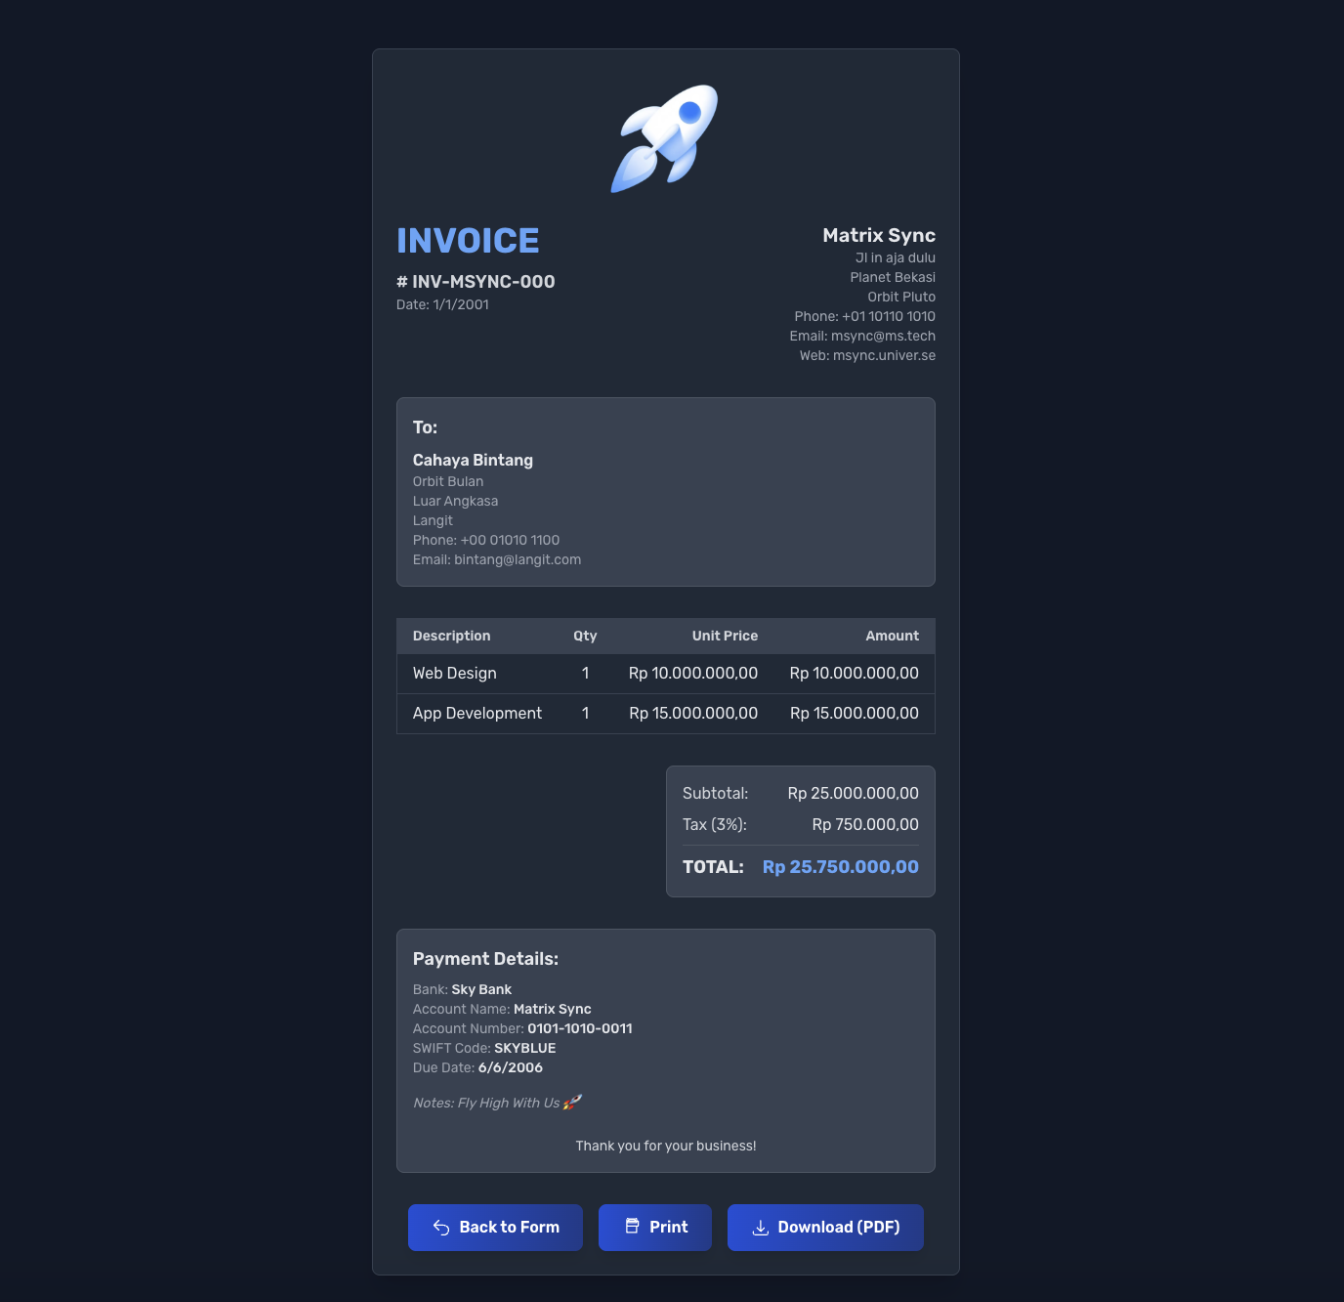 INVOICE
# INV-MSYNC-000
Date: 1/1/2001
Matrix Sync
Jl in aja dulu
Planet Bekasi
Orbit Pluto
Phone: +01 10110 1010
Email: msync@ms.tech
Web: msync.univer.se
To:
Cahaya Bintang
Orbit Bulan
Luar Angkasa
Langit
Phone: +00 01010 1100
Email: bintang@langit.com
Description Qty Unit Price Amount
Web Design 1 Rp 10.000.000,00 Rp 10.000.000,00
App Development 1 Rp 15.000.000,00 Rp 15.000.000,00
Subtotal: Rp 25.000.000,00
Tax (3%): Rp 750.000,00
TOTAL: Rp 25.750.000,00
Payment Details:
Bank: Sky Bank
Account Name: Matrix Sync
Account Number: 0101-1010-0011
SWIFT Code: SKYBLUE
Due Date: 6/6/2006
Notes: Fly High With Us 🚀
Thank you for your business!
Back to Form Print Download (PDF)